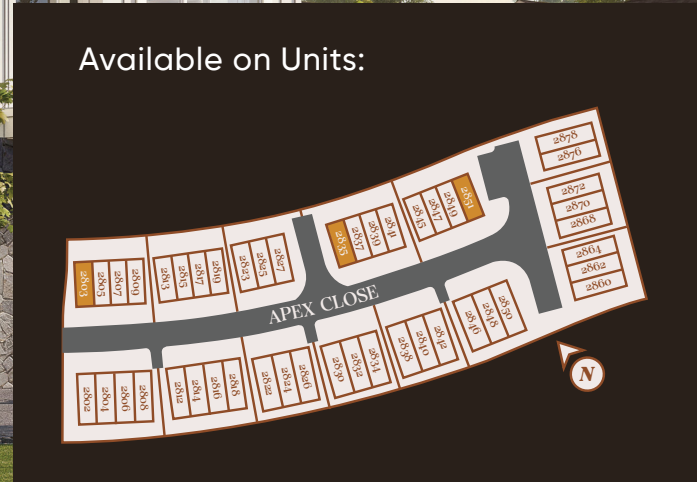 Available on Units:
2803 2805 2807 2809
2813 2815 2817 2819
2823 2825 2827
2835 2837 2839 2841
2845 2847 2849 2851
2878
2876
2872
2870
2868
2864
2862
2860
APEX CLOSE
2802 2804 2806 2808
2812 2814 2816 2818
2822 2824 2826
2830 2832 2834
2838 2840 2842
2846 2848 2850
N